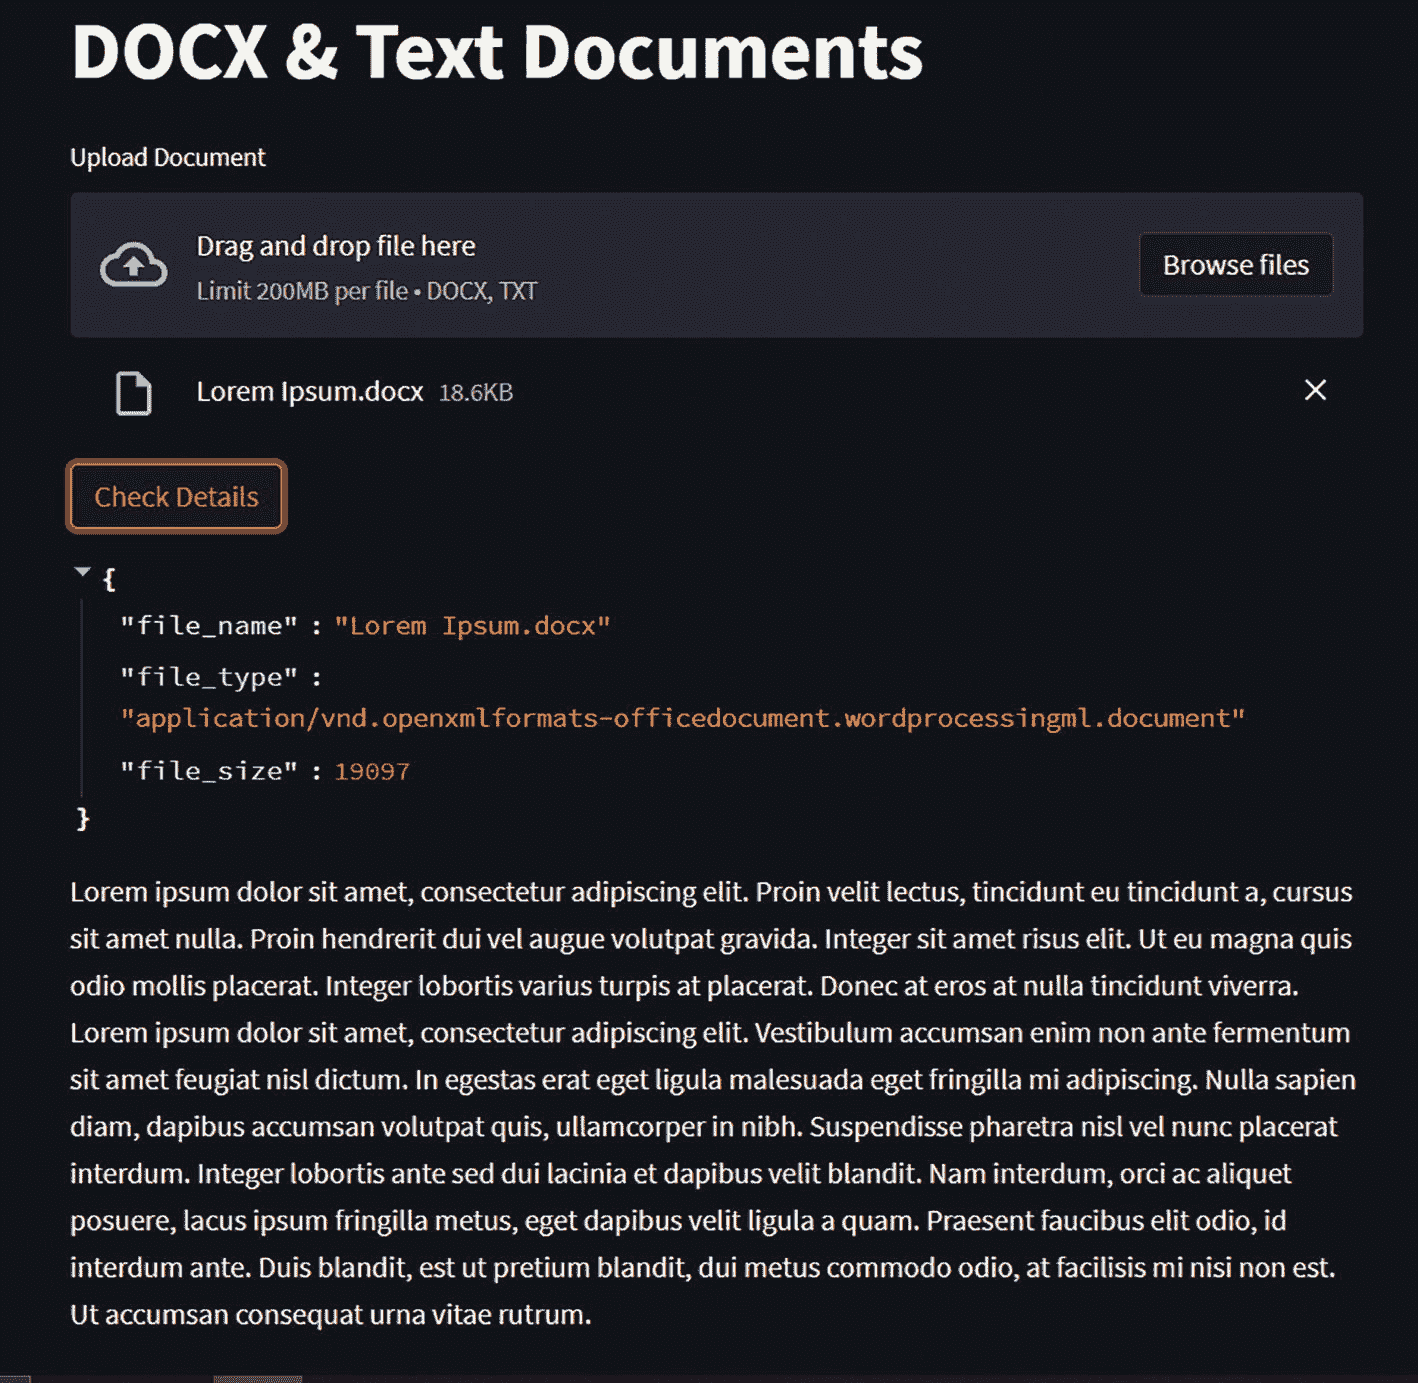 DOCX & Text Documents
Upload Document
Drag and drop file here
Limit 200MB per file • DOCX, TXT
Browse files
Lorem Ipsum.docx 18.6KB
Check Details
{
"file_name" : "Lorem Ipsum.docx"
"file_type" :
"application/vnd.openxmlformats-officedocument.wordprocessingml.document"
"file_size" : 19097
}
Lorem ipsum dolor sit amet, consectetur adipiscing elit. Proin velit lectus, tincidunt eu tincidunt a, cursus
sit amet nulla. Proin hendrerit dui vel augue volutpat gravida. Integer sit amet risus elit. Ut eu magna quis
odio mollis placerat. Integer lobortis varius turpis at placerat. Donec at eros at nulla tincidunt viverra.
Lorem ipsum dolor sit amet, consectetur adipiscing elit. Vestibulum accumsan enim non ante fermentum
sit amet feugiat nisl dictum. In egestas erat eget ligula malesuada eget fringilla mi adipiscing. Nulla sapien
diam, dapibus accumsan volutpat quis, ullamcorper in nibh. Suspendisse pharetra nisl vel nunc placerat
interdum. Integer lobortis ante sed dui lacinia et dapibus velit blandit. Nam interdum, orci ac aliquet
posuere, lacus ipsum fringilla metus, eget dapibus velit ligula a quam. Praesent faucibus elit odio, id
interdum ante. Duis blandit, est ut pretium blandit, dui metus commodo odio, at facilisis mi nisi non est.
Ut accumsan consequat urna vitae rutrum.